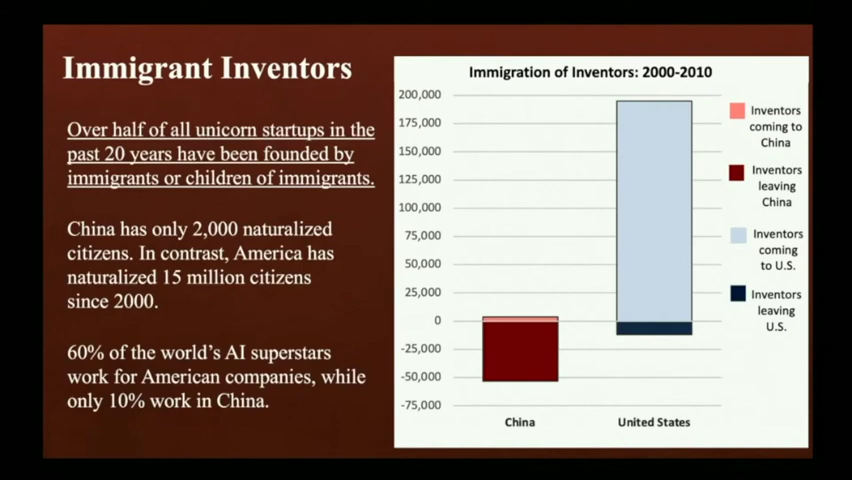 Immigrant Inventors
Over half of all unicorn startups in the
past 20 years have been founded by
immigrants or children of immigrants.
China has only 2,000 naturalized
citizens. In contrast, America has
naturalized 15 million citizens
since 2000.
60% of the world's AI superstars
work for American companies, while
only 10% work in China.
Immigration of Inventors: 2000-2010
200,000
175,000
150,000
125,000
100,000
75,000
50,000
25,000
0
-25,000
-50,000
-75,000
China
United States
Inventors
coming to
China
Inventors
leaving
China
Inventors
coming
to U.S.
Inventors
leaving
U.S.